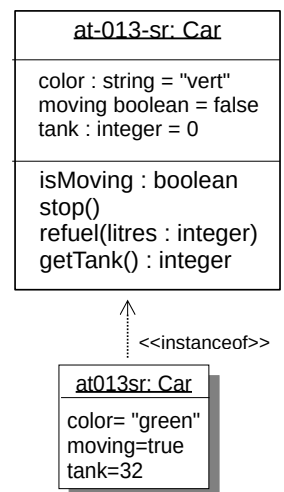 at-013-sr: Car
color : string = "vert"
moving boolean = false
tank : integer = 0
isMoving : boolean
stop()
refuel(litres : integer)
getTank() : integer
<<instanceof>>
at013sr: Car
color= "green"
moving=true
tank=32